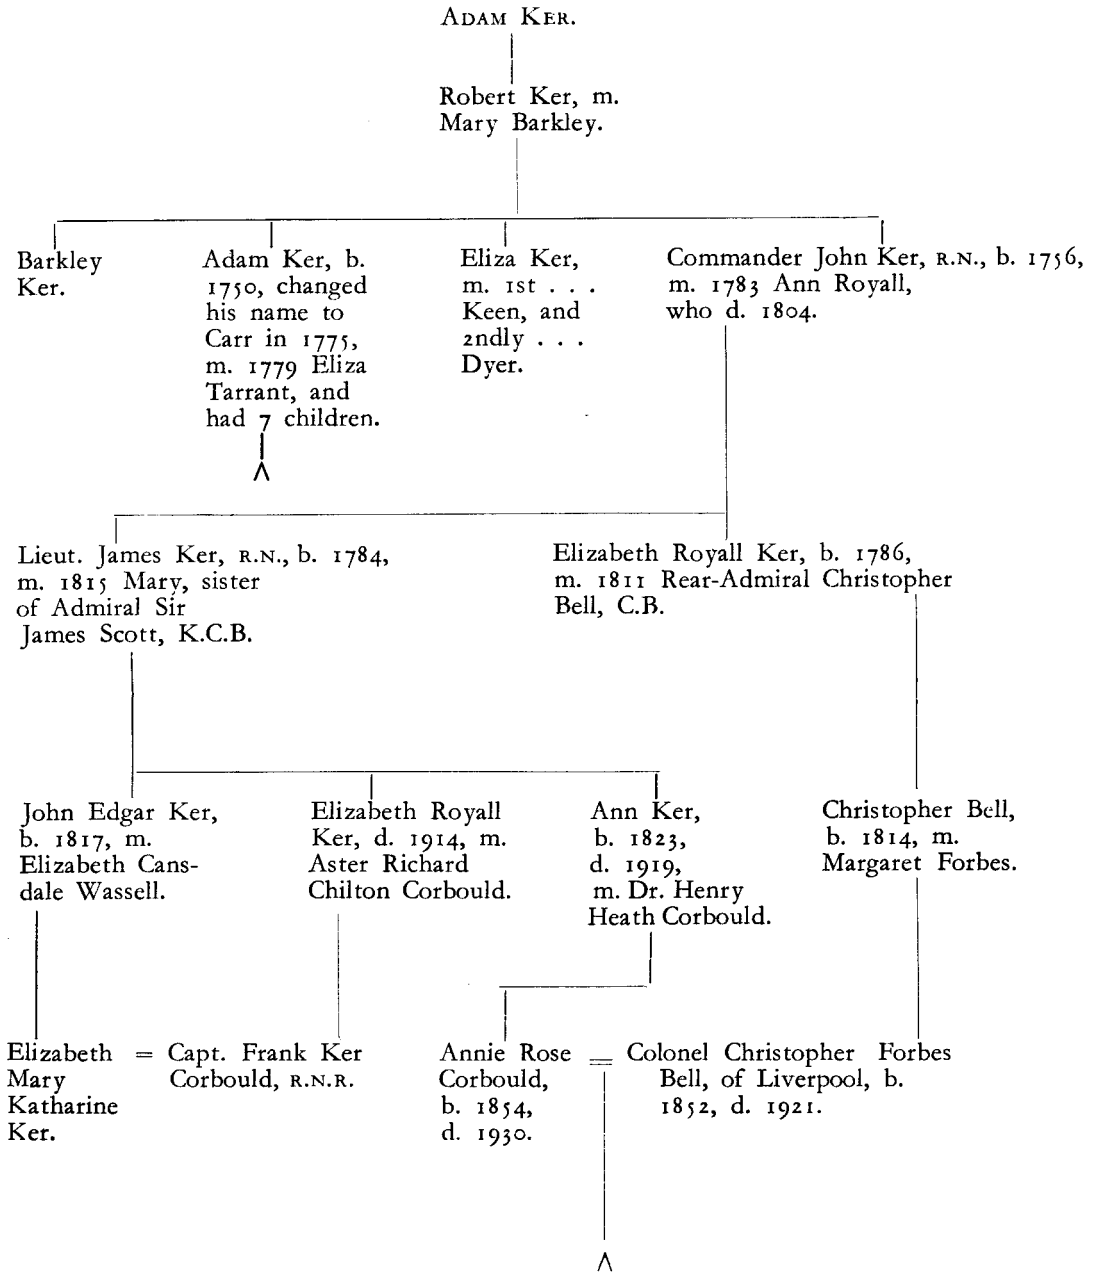 ADAM KER.
Robert Ker, m.
Mary Barkley.
Barkley
Ker.
Adam Ker, b.
1750, changed
his name to
Carr in 1775,
m. 1779 Eliza
Tarrant, and
had 7 children.
Eliza Ker,
m. 1st . . .
Keen, and
2ndly . . .
Dyer.
Commander John Ker, R.N., b. 1756,
m. 1783 Ann Royall,
who d. 1804.
Lieut. James Ker, R.N., b. 1784,
m. 1815 Mary, sister
of Admiral Sir
James Scott, K.C.B.
Elizabeth Royall Ker, b. 1786,
m. 1811 Rear-Admiral Christopher
Bell, C.B.
John Edgar Ker,
b. 1817, m.
Elizabeth Cans-
dale Wassell.
Elizabeth Royall
Ker, d. 1914, m.
Aster Richard
Chilton Corbould.
Ann Ker,
b. 1823,
d. 1919,
m. Dr. Henry
Heath Corbould.
Christopher Bell,
b. 1814, m.
Margaret Forbes.
Elizabeth =
Mary
Katharine
Ker.
Capt. Frank Ker
Corbould, R.N.R.
Annie Rose =
Corbould,
b. 1854,
d. 1930.
Colonel Christopher Forbes
Bell, of Liverpool, b.
1852, d. 1921.